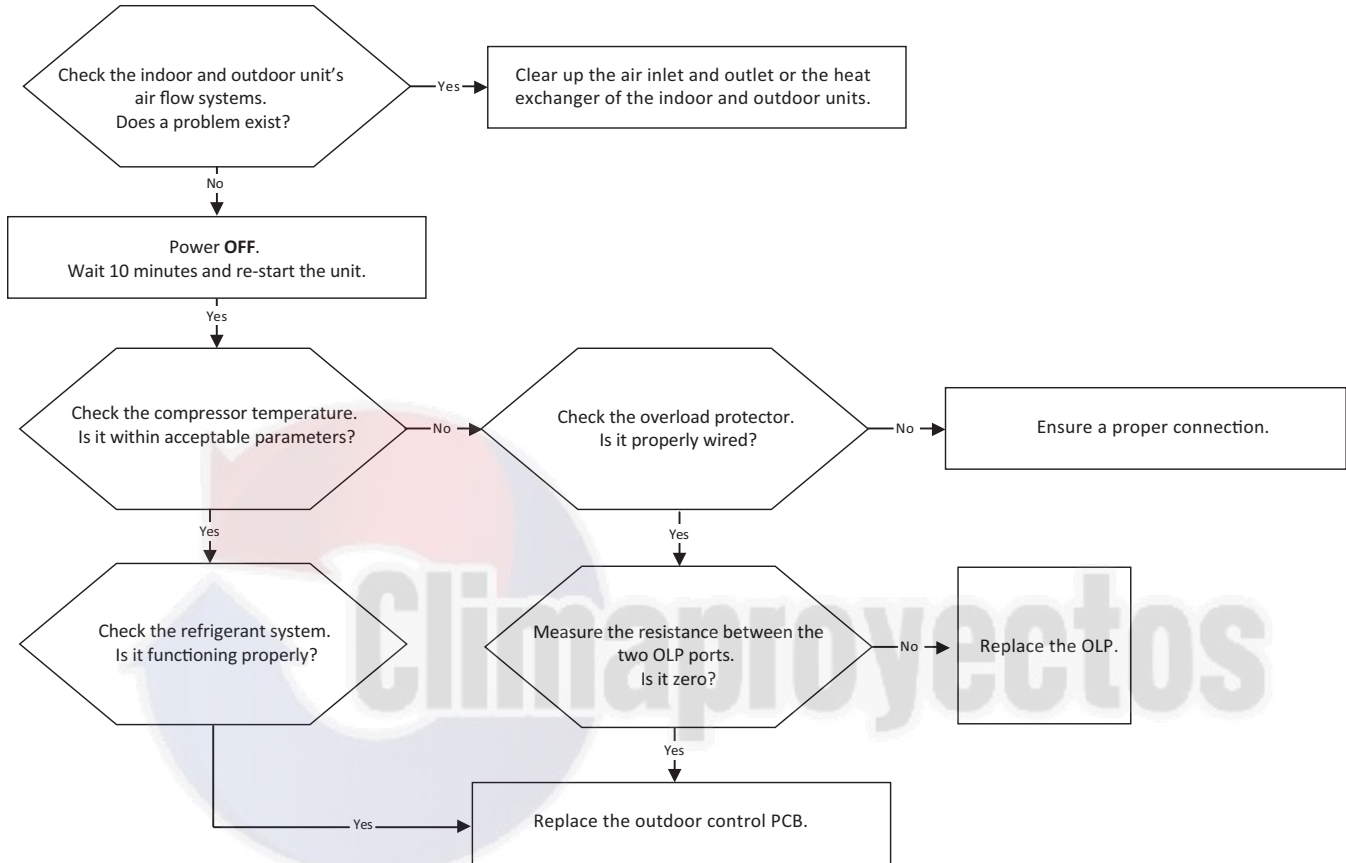 Check the indoor and outdoor unit's
air flow systems.
Does a problem exist?
Yes
Clear up the air inlet and outlet or the heat
exchanger of the indoor and outdoor units.
No
Power OFF.
Wait 10 minutes and re-start the unit.
Yes
Check the compressor temperature.
Is it within acceptable parameters?
No
Check the overload protector.
Is it properly wired?
No
Ensure a proper connection.
Yes
Yes
Check the refrigerant system.
Is it functioning properly?
Measure the resistance between the
two OLP ports.
Is it zero?
No
Replace the OLP.
Climaproyectos
Yes
Yes
Replace the outdoor control PCB.